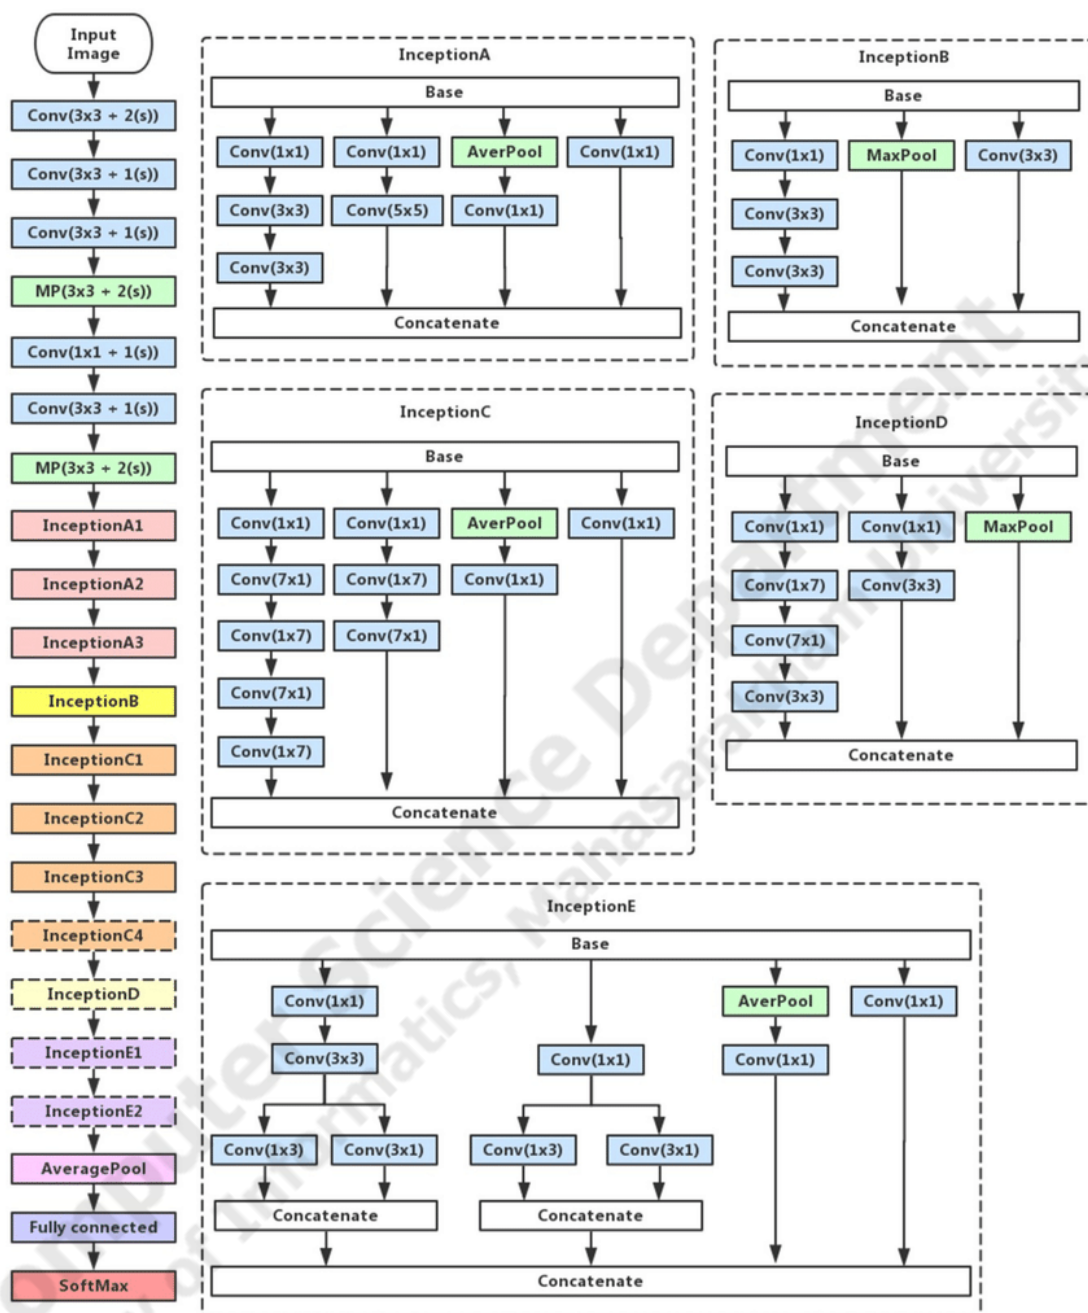 Input
Image
Conv(3x3 + 2(s))
Conv(3x3 + 1(s))
Conv(3x3 + 1(s))
MP(3x3 + 2(s))
Conv(1x1 + 1(s))
Conv(3x3 + 1(s))
MP(3x3 + 2(s))
InceptionA1
InceptionA2
InceptionA3
InceptionB
InceptionC1
InceptionC2
InceptionC3
InceptionC4
InceptionD
InceptionE1
InceptionE2
AveragePool
Fully connected
SoftMax
InceptionA
Base
Conv(1x1) Conv(1x1) AverPool Conv(1x1)
Conv(3x3) Conv(5x5) Conv(1x1)
Conv(3x3)
Concatenate
InceptionB
Base
Conv(1x1) MaxPool Conv(3x3)
Conv(3x3)
Conv(3x3)
Concatenate
InceptionC
Base
Conv(1x1) Conv(1x1) AverPool Conv(1x1)
Conv(7x1) Conv(1x7) Conv(1x1)
Conv(1x7) Conv(7x1)
Conv(7x1)
Conv(1x7)
Concatenate
InceptionD
Base
Conv(1x1) Conv(1x1) MaxPool
Conv(1x7) Conv(3x3)
Conv(7x1)
Conv(3x3)
Concatenate
InceptionE
Base
Conv(1x1) AverPool Conv(1x1)
Conv(3x3) Conv(1x1) Conv(1x1)
Conv(1x3) Conv(3x1) Conv(1x3) Conv(3x1)
Concatenate Concatenate
Concatenate
Science Department
of Informatics, Mahasarakham